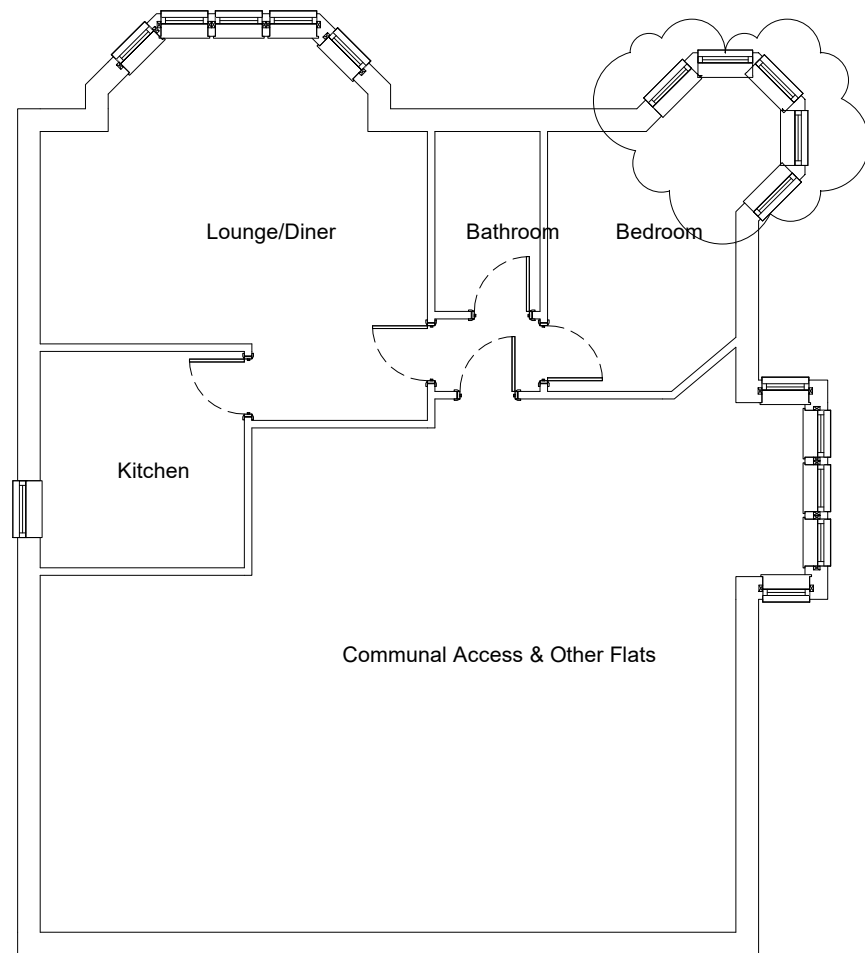 Lounge/Diner
Bathroom
Bedroom
Kitchen
Communal Access & Other Flats